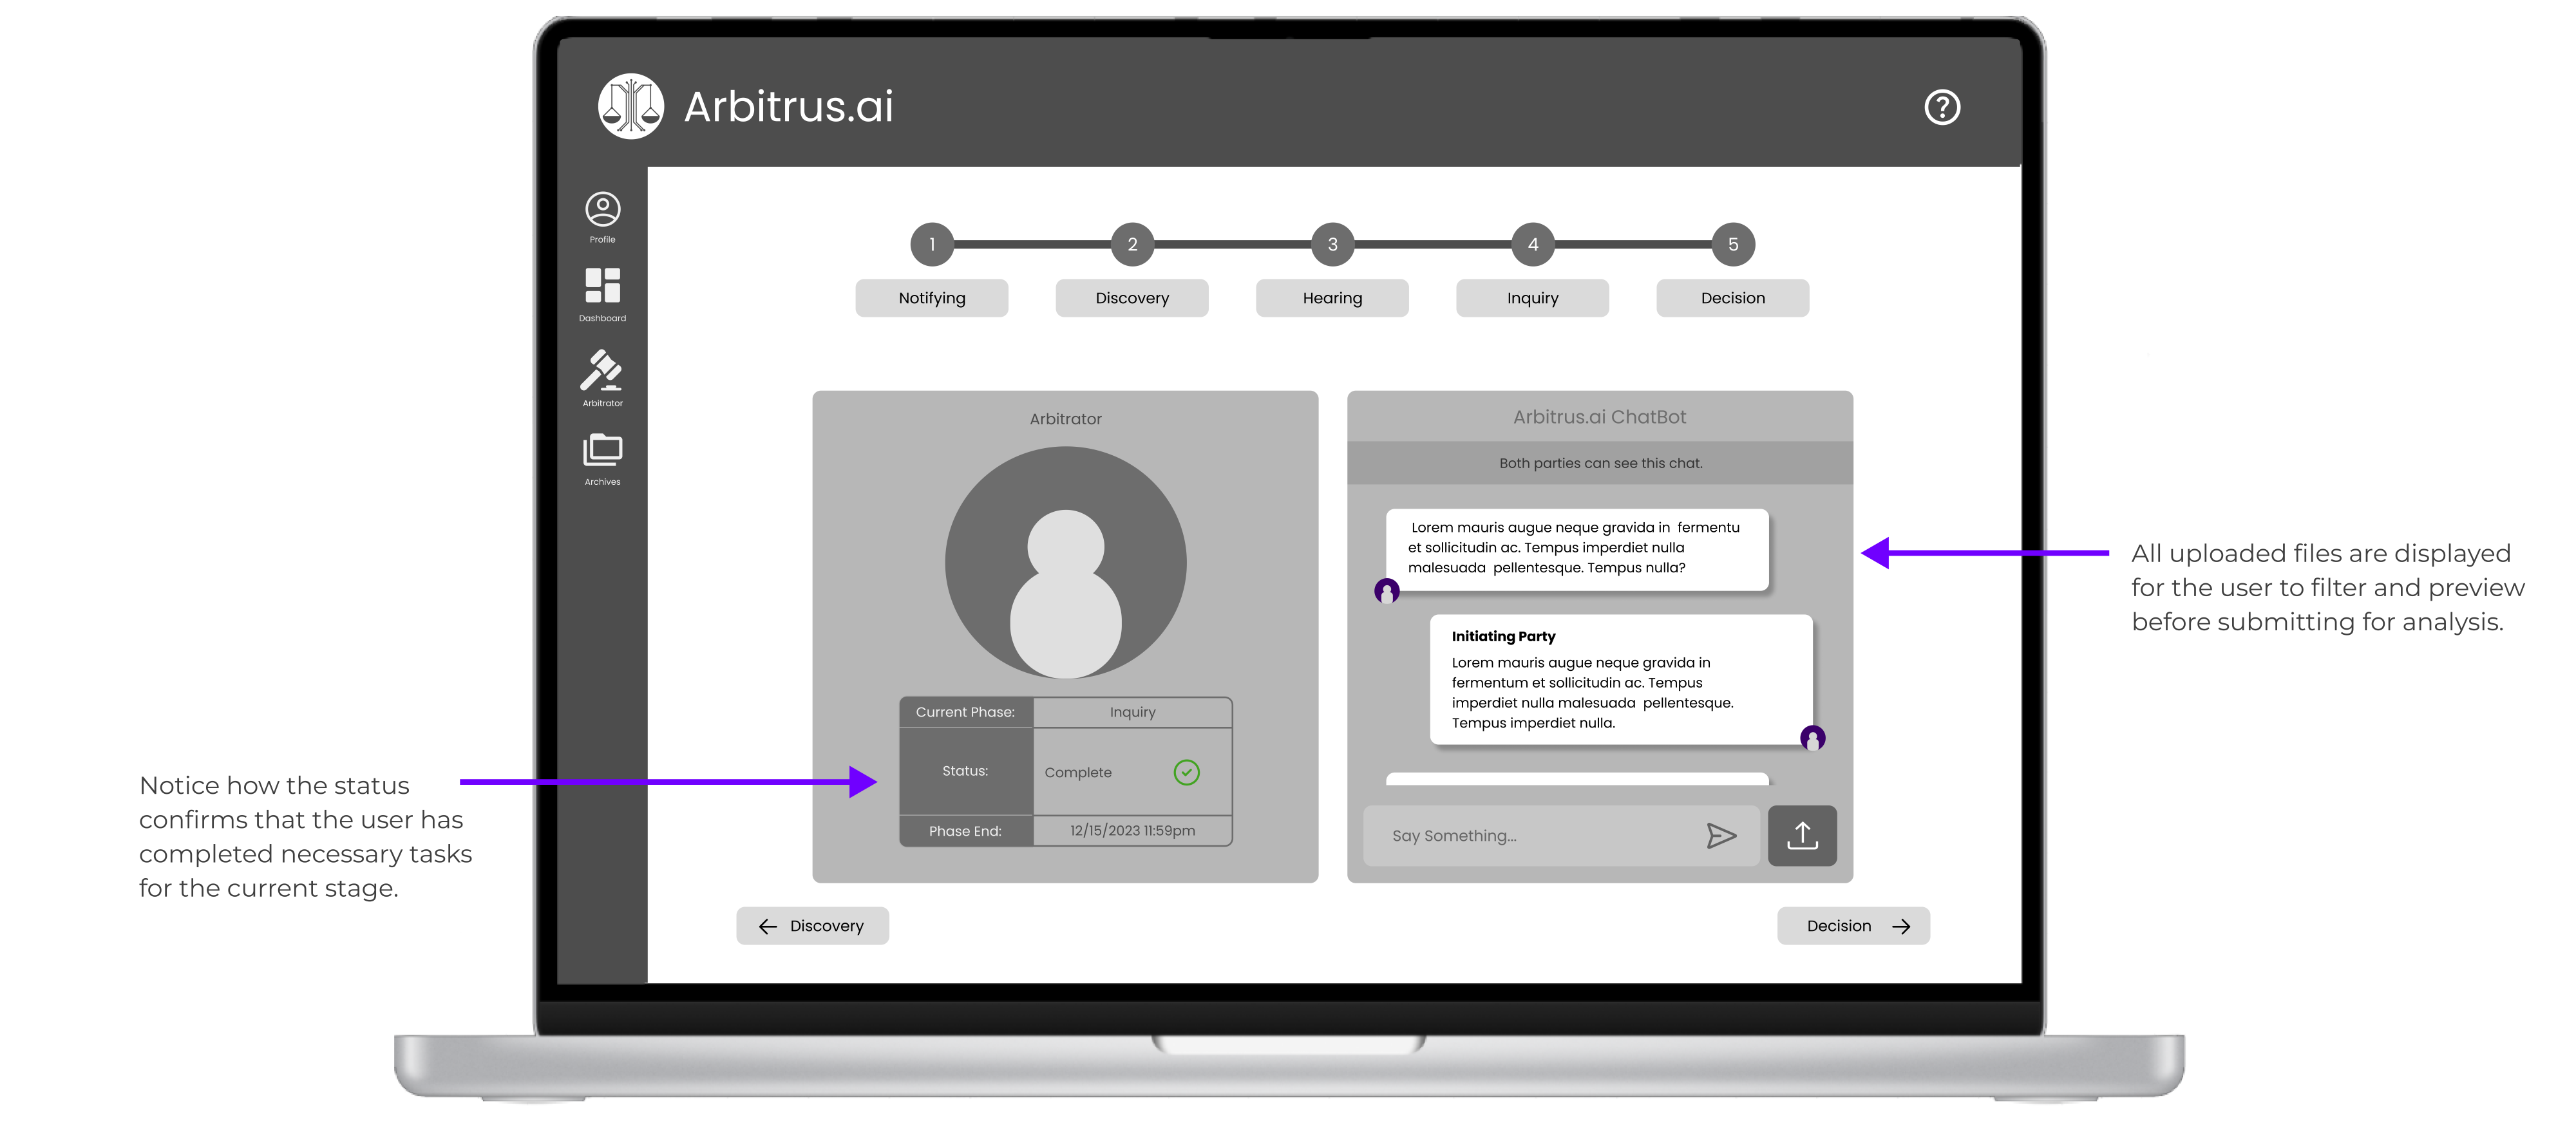 Arbitrus.ai
Profile
Dashboard
Arbitrator
Archives
1
2
3
4
5
Notifying
Discovery
Hearing
Inquiry
Decision
Arbitrator
Current Phase:
Inquiry
Status:
Complete
Phase End:
12/15/2023 11:59pm
Arbitrus.ai ChatBot
Both parties can see this chat.
Lorem mauris augue neque gravida in fermentu
et sollicitudin ac. Tempus imperdiet nulla
malesuada pellentesque. Tempus nulla?
Initiating Party
Lorem mauris augue neque gravida in
fermentum et sollicitudin ac. Tempus
imperdiet nulla malesuada pellentesque.
Tempus imperdiet nulla.
Say Something...
Discovery
Decision
Notice how the status
confirms that the user has
completed necessary tasks
for the current stage.
All uploaded files are displayed
for the user to filter and preview
before submitting for analysis.